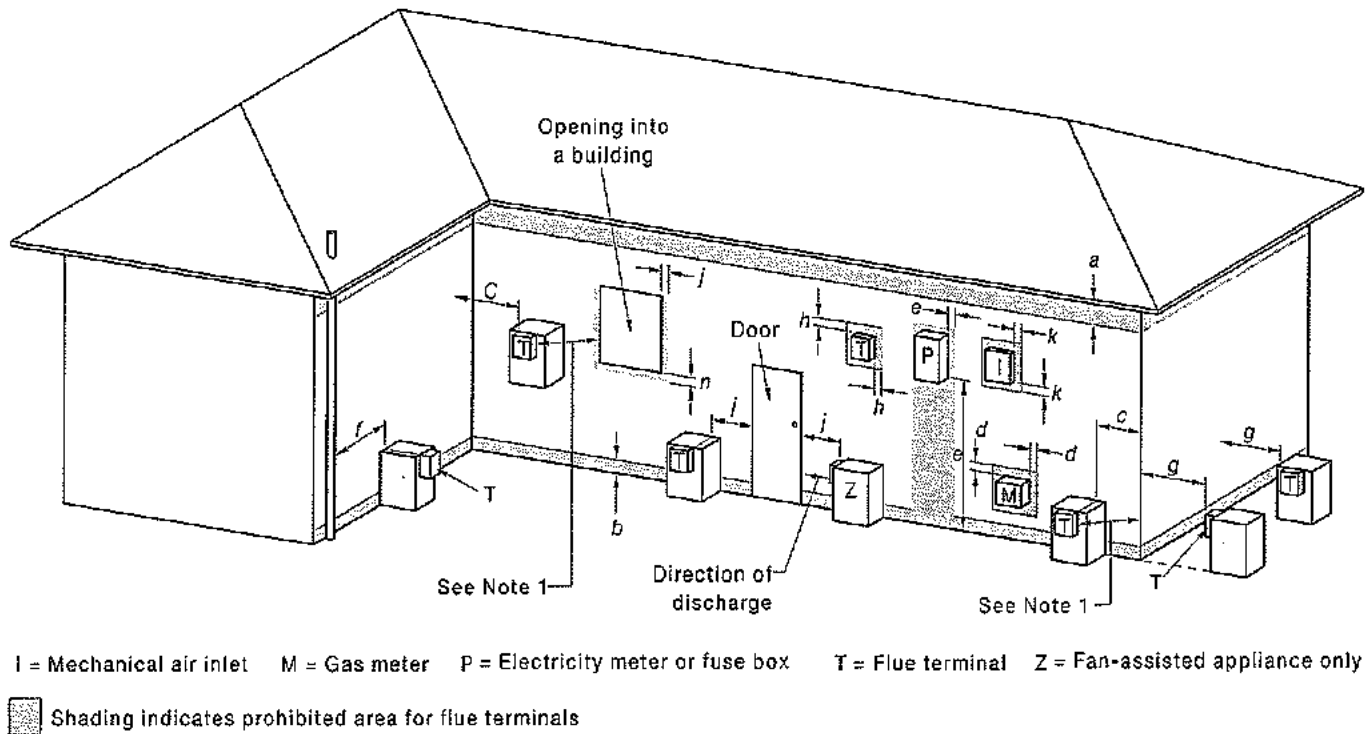 Opening into
a building
j
a
C
e
k
h
Door
T
T
P
I
n
h
k
c
f
j
j
d
g
e
d
g
T
T
Z
M
T
T
b
See Note 1
Direction of
discharge
T
See Note 1
I = Mechanical air inlet M = Gas meter P = Electricity meter or fuse box T = Flue terminal Z = Fan-assisted appliance only
Shading indicates prohibited area for flue terminals